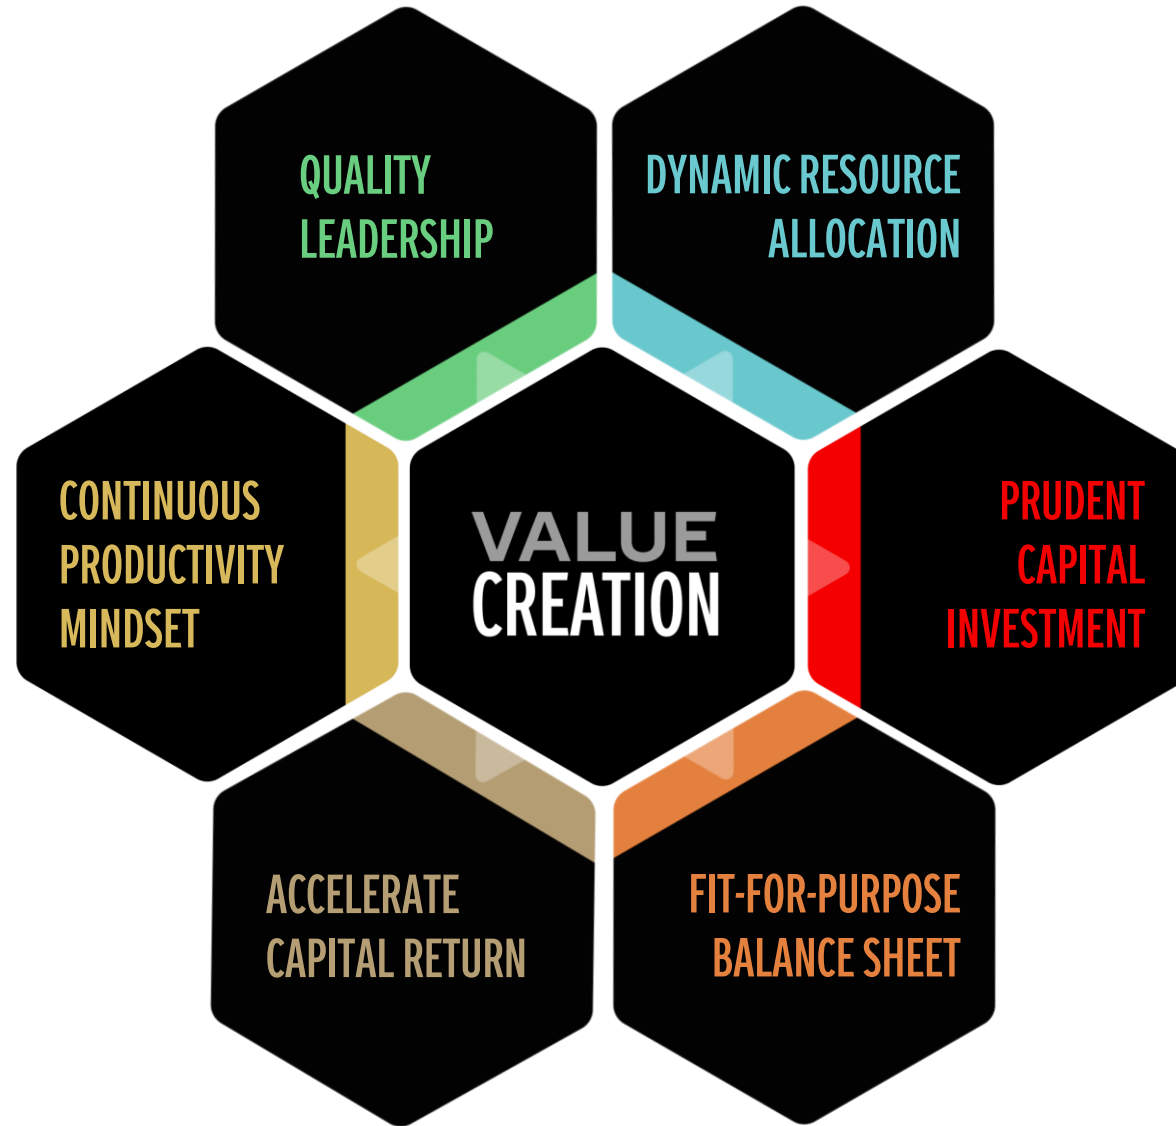 QUALITY
LEADERSHIP
DYNAMIC RESOURCE
ALLOCATION
CONTINUOUS
PRODUCTIVITY
MINDSET
VALUE
CREATION
PRUDENT
CAPITAL
INVESTMENT
ACCELERATE
CAPITAL RETURN
FIT-FOR-PURPOSE
BALANCE SHEET